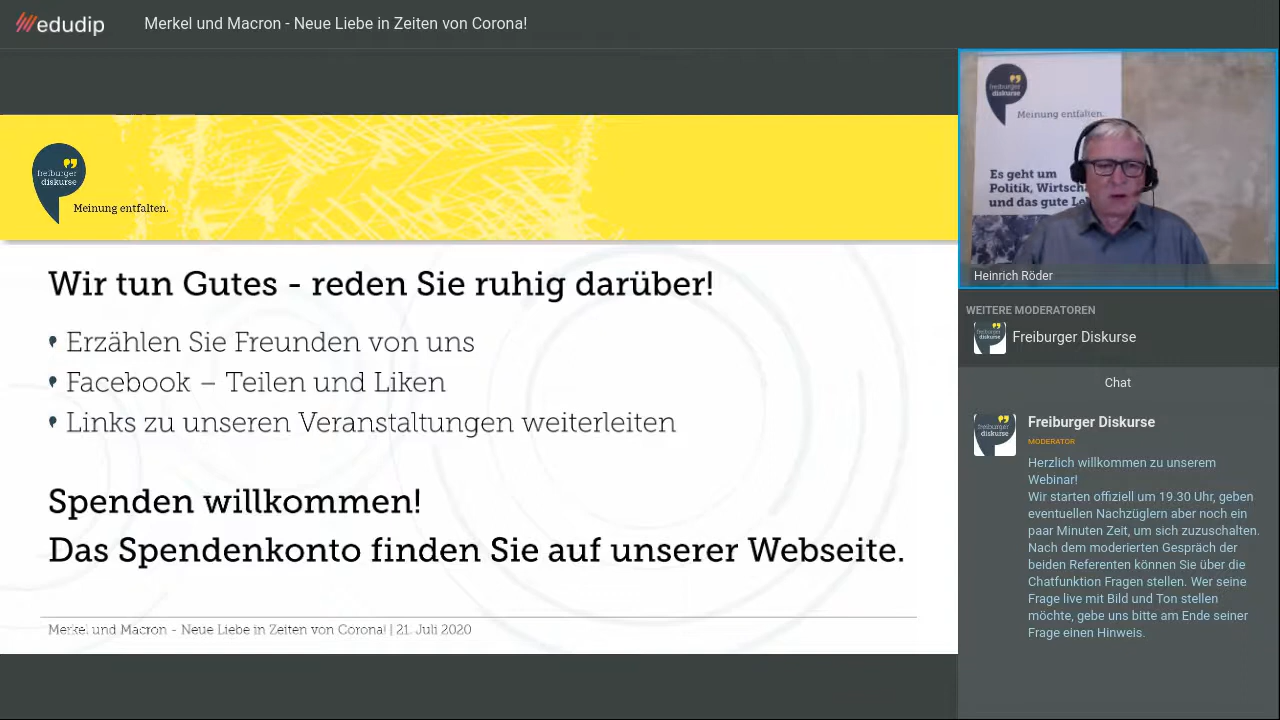 edudip
Merkel und Macron - Neue Liebe in Zeiten von Corona!
freiburger
diskurse
Meinung entfalten.
Wir tun Gutes - reden Sie ruhig darüber!
Erzählen Sie Freunden von uns
Facebook – Teilen und Liken
Links zu unseren Veranstaltungen weiterleiten
Spenden willkommen!
Das Spendenkonto finden Sie auf unserer Webseite.
Merkel und Macron - Neue Liebe in Zeiten von Corona! | 21. Juli 2020
freiburger
diskurse
Meinung entfalten.
Es geht um
Politik, Wirtscha
und das gute Le
Heinrich Röder
WEITERE MODERATOREN
freiburger
diskurse
Freiburger Diskurse
Chat
freiburger
diskurse
Freiburger Diskurse
MODERATOR
Herzlich willkommen zu unserem
Webinar!
Wir starten offiziell um 19.30 Uhr, geben
eventuellen Nachzüglern aber noch ein
paar Minuten Zeit, um sich zuzuschalten.
Nach dem moderierten Gespräch der
beiden Referenten können Sie über die
Chatfunktion Fragen stellen. Wer seine
Frage live mit Bild und Ton stellen
möchte, gebe uns bitte am Ende seiner
Frage einen Hinweis.